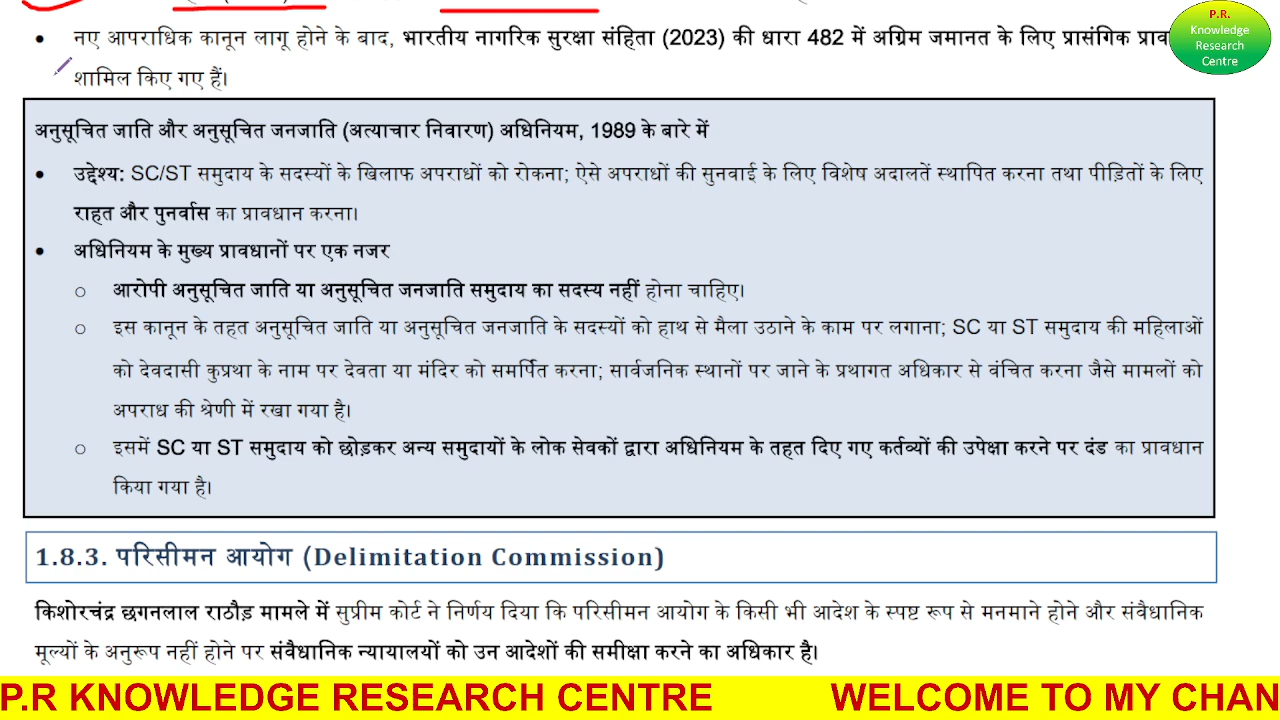 नए आपराधिक कानून लागू होने के बाद, भारतीय नागरिक सुरक्षा संहिता (2023) की धारा 482 में अग्रिम जमानत के लिए प्रासंगिक
शामिल किए गए हैं।
P.R.
Knowledge
Research
Centre
अनुसूचित जाति और अनुसूचित जनजाति (अत्याचार निवारण) अधिनियम, 1989 के बारे में
उद्देश्य: SC/ST समुदाय के सदस्यों के खिलाफ अपराधों को रोकना; ऐसे अपराधों की सुनवाई के लिए विशेष अदालतें स्थापित करना तथा पीड़ितों के लिए
राहत और पुनर्वास का प्रावधान करना।
अधिनियम के मुख्य प्रावधानों पर एक नजर
आरोपी अनुसूचित जाति या अनुसूचित जनजाति समुदाय का सदस्य नहीं होना चाहिए।
इस कानून के तहत अनुसूचित जाति या अनुसूचित जनजाति के सदस्यों को हाथ से मैला उठाने के काम पर लगाना; SC या ST समुदाय की महिलाओं
को देवदासी कुप्रथा के नाम पर देवता या मंदिर को समर्पित करना; सार्वजनिक स्थानों पर जाने के प्रथागत अधिकार से वंचित करना जैसे मामलों को
अपराध की श्रेणी में रखा गया है।
इसमें SC या ST समुदाय को छोड़कर अन्य समुदायों के लोक सेवकों द्वारा अधिनियम के तहत दिए गए कर्तव्यों की उपेक्षा करने पर दंड का प्रावधान
किया गया है।
1.8.3. परिसीमन आयोग (Delimitation Commission)
किशोरचंद्र छगनलाल राठौड़ मामले में सुप्रीम कोर्ट ने निर्णय दिया कि परिसीमन आयोग के किसी भी आदेश के स्पष्ट रूप से मनमाने होने और संवैधानिक
मूल्यों के अनुरूप नहीं होने पर संवैधानिक न्यायालयों को उन आदेशों की समीक्षा करने का अधिकार है।
P.R KNOWLEDGE RESEARCH CENTRE WELCOME TO MY CHAN